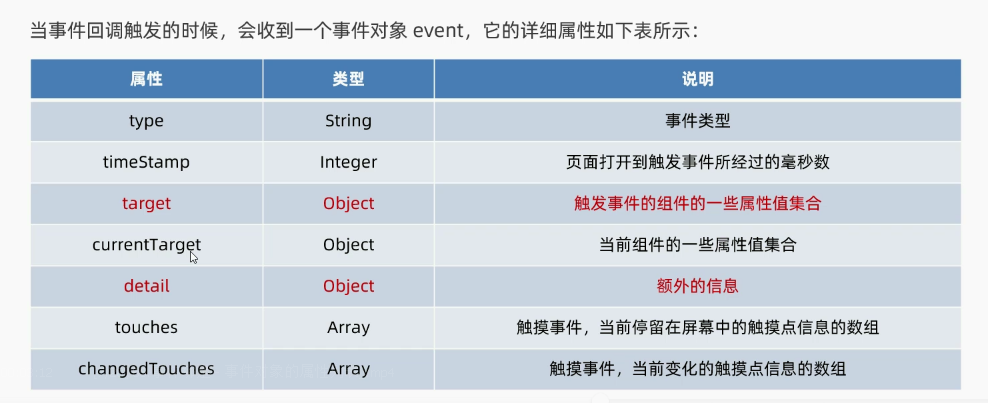 当事件回调触发的时候，会收到一个事件对象 event，它的详细属性如下表所示：
属性 类型 说明
type String 事件类型
timeStamp Integer 页面打开到触发事件所经过的毫秒数
target Object 触发事件的组件的一些属性值集合
currentTarget Object 当前组件的一些属性值集合
detail Object 额外的信息
touches Array 触摸事件，当前停留在屏幕中的触摸点信息的数组
changedTouches Array 触摸事件，当前变化的触摸点信息的数组